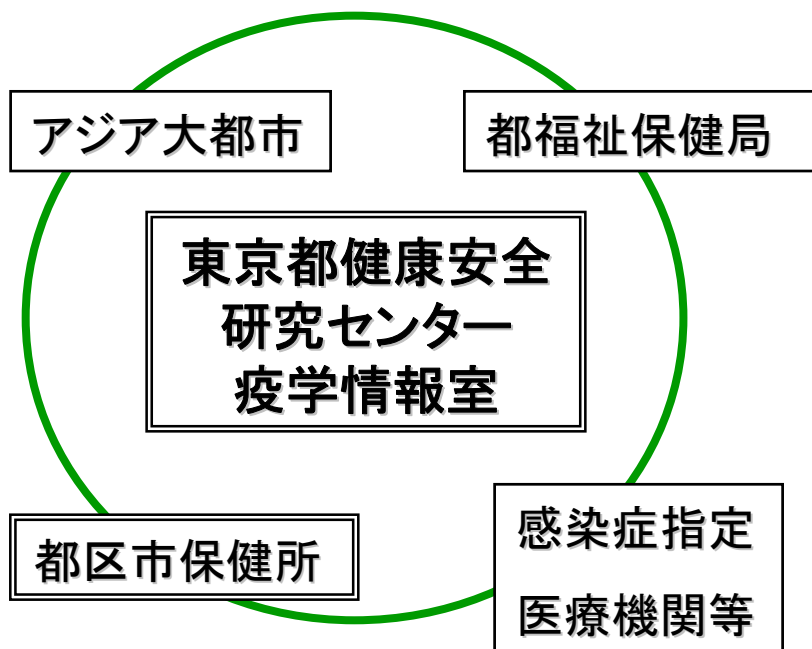 アジア大都市
都福祉保健局
東京都健康安全
研究センター
疫学情報室
都区市保健所
感染症指定
医療機関等